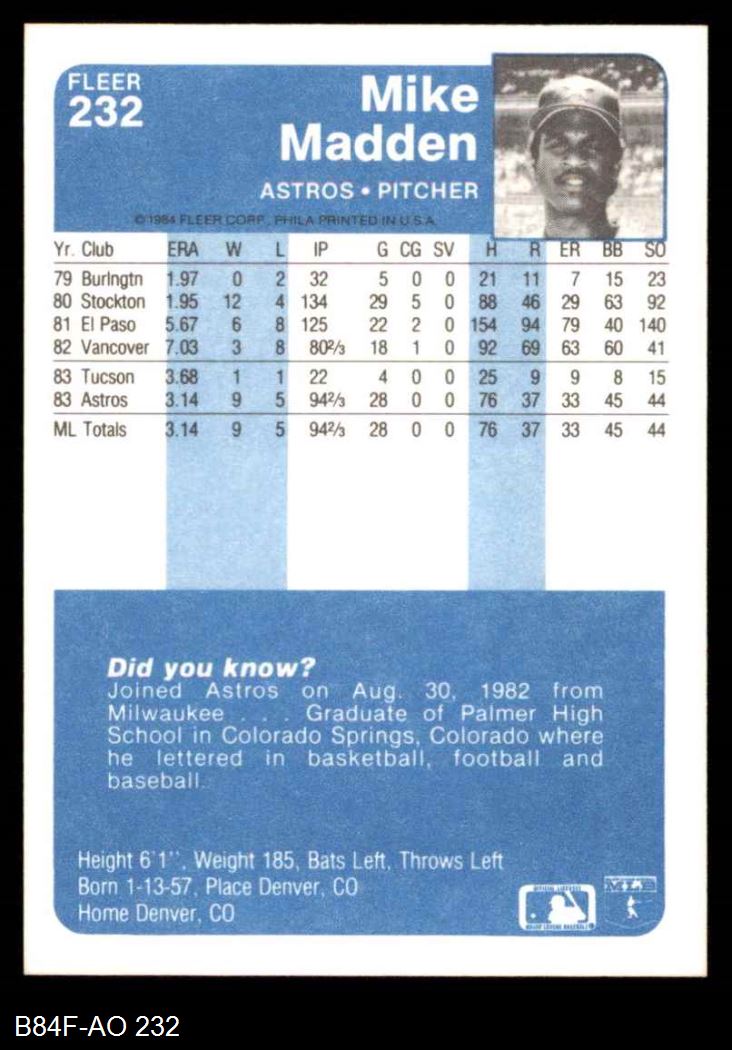 FLEER
232
Mike
Madden
ASTROS • PITCHER
© 1984 FLEER CORP., PHILA PRINTED IN U.S.A.
Yr. Club ERA W L IP G CG SV H R ER BB SO
79 Burlngtn 1.97 0 2 32 5 0 0 21 11 7 15 23
80 Stockton 1.95 12 4 134 29 5 0 88 46 29 63 92
81 El Paso 5.67 6 8 125 22 2 0 154 94 79 40 140
82 Vancover 7.03 3 8 80 2/3 18 1 0 92 69 63 60 41
83 Tucson 3.68 1 1 22 4 0 0 25 9 9 8 15
83 Astros 3.14 9 5 94 2/3 28 0 0 76 37 33 45 44
ML Totals 3.14 9 5 94 2/3 28 0 0 76 37 33 45 44
Did you know?
Joined Astros on Aug. 30, 1982 from
Milwaukee . . . Graduate of Palmer High
School in Colorado Springs, Colorado where
he lettered in basketball, football and
baseball.
Height 6'1'', Weight 185, Bats Left, Throws Left
Born 1-13-57, Place Denver, CO
Home Denver, CO
B84F-AO 232